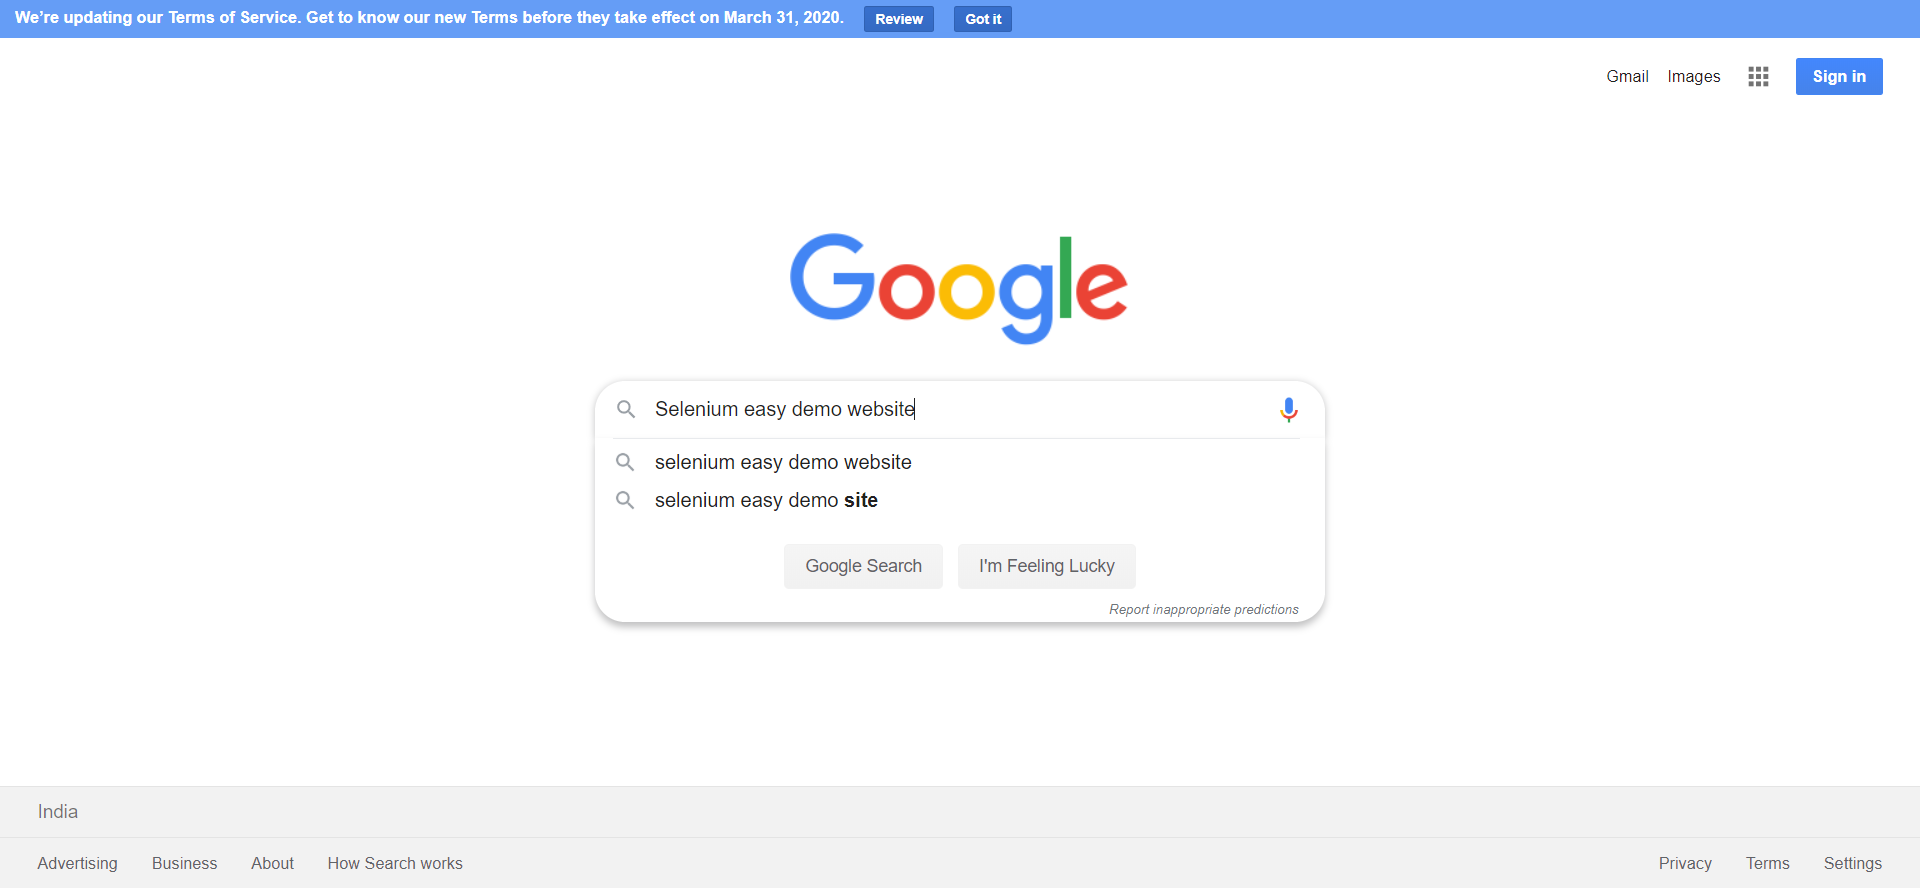 We're updating our Terms of Service. Get to know our new Terms before they take effect on March 31, 2020. Review Got it
Gmail Images Sign in
Google
Selenium easy demo website
selenium easy demo website
selenium easy demo site
Google Search I'm Feeling Lucky
Report inappropriate predictions
India
Advertising Business About How Search works Privacy Terms Settings